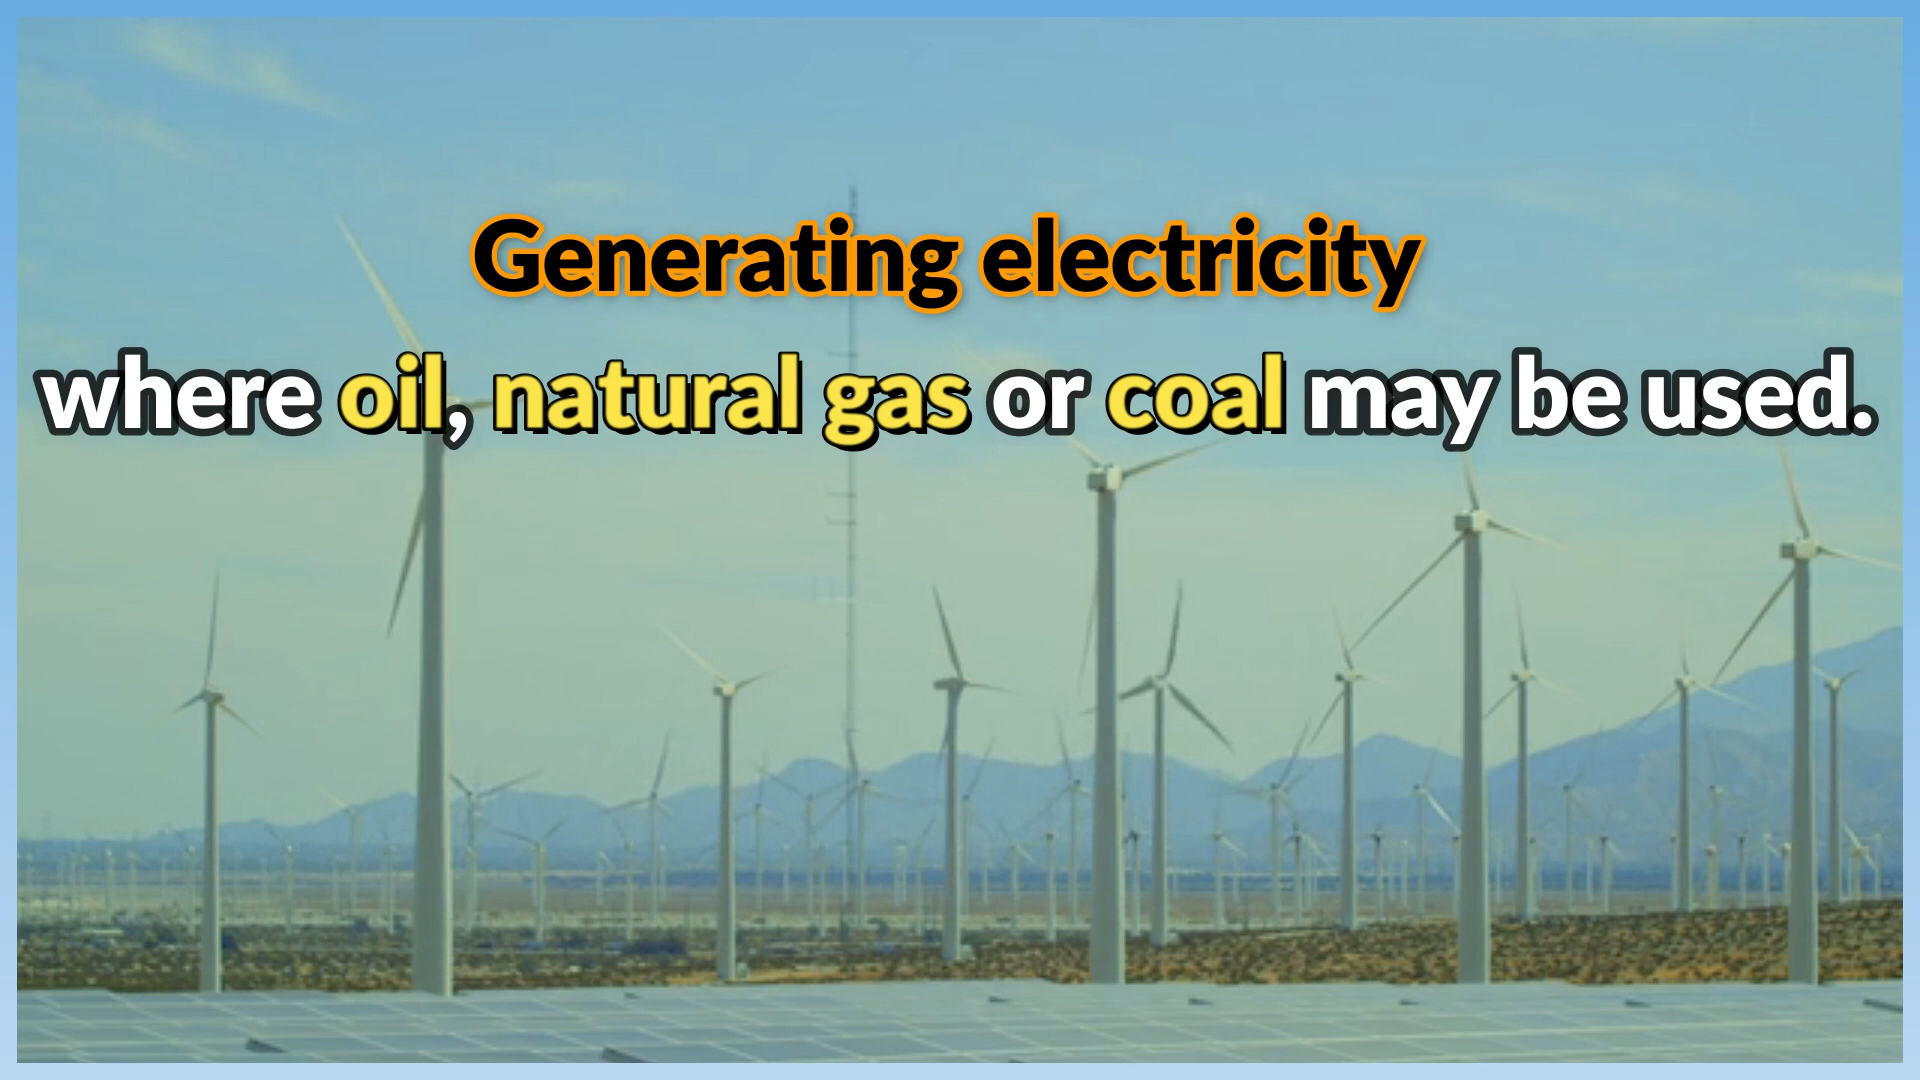 Generating electricity
where oil, natural gas or coal may be used.